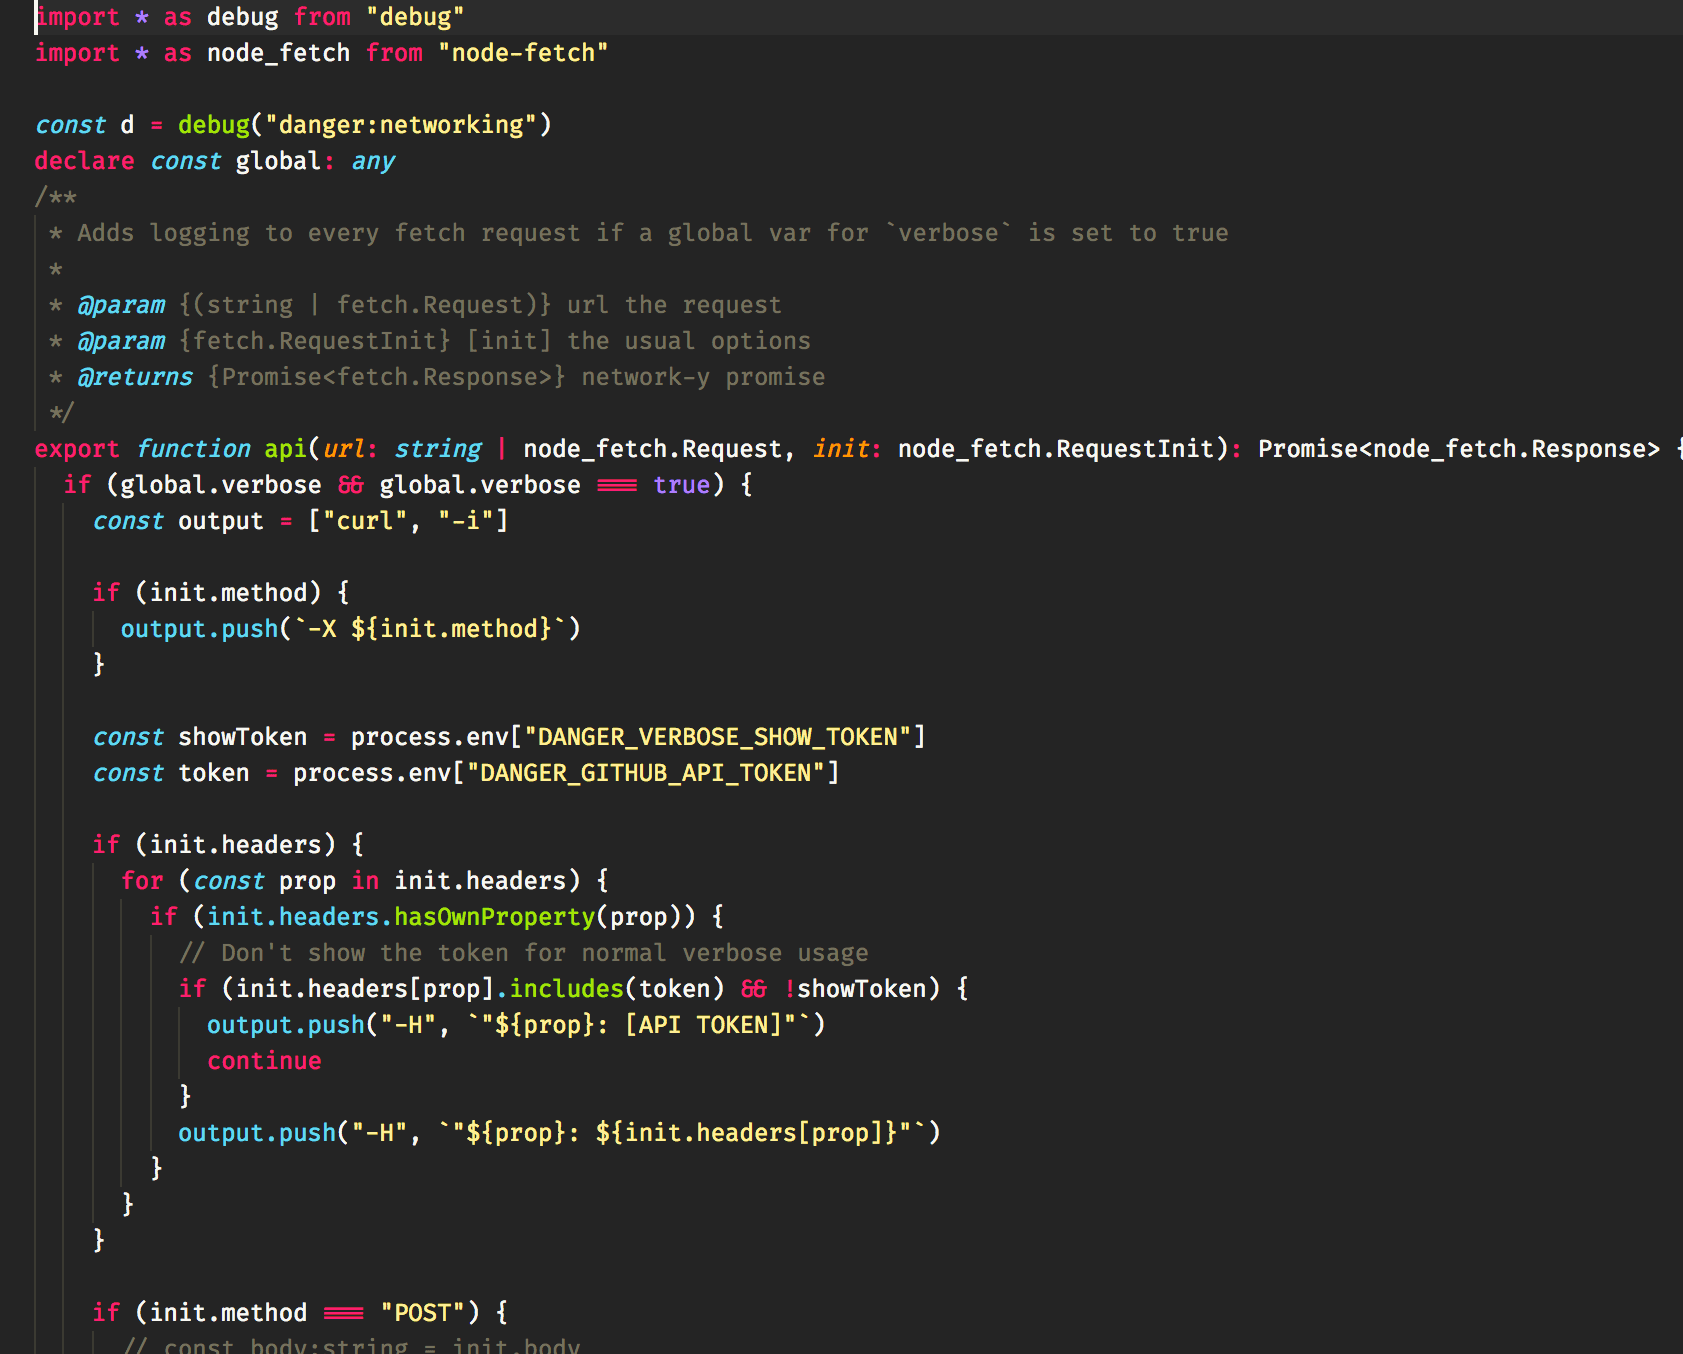 import * as debug from "debug"
import * as node_fetch from "node-fetch"

const d = debug("danger:networking")
declare const global: any
/**
 * Adds logging to every fetch request if a global var for `verbose` is set to true
 *
 * @param {(string | fetch.Request)} url the request
 * @param {fetch.RequestInit} [init] the usual options
 * @returns {Promise<fetch.Response>} network-y promise
 */
export function api(url: string | node_fetch.Request, init: node_fetch.RequestInit): Promise<node_fetch.Response> {
  if (global.verbose && global.verbose === true) {
    const output = ["curl", "-i"]

    if (init.method) {
      output.push(`-X ${init.method}`)
    }

    const showToken = process.env["DANGER_VERBOSE_SHOW_TOKEN"]
    const token = process.env["DANGER_GITHUB_API_TOKEN"]

    if (init.headers) {
      for (const prop in init.headers) {
        if (init.headers.hasOwnProperty(prop)) {
          // Don't show the token for normal verbose usage
          if (init.headers[prop].includes(token) && !showToken) {
            output.push("-H", `"${prop}: [API TOKEN]"`)
            continue
          }
          output.push("-H", `"${prop}: ${init.headers[prop]}"`)
        }
      }
    }

    if (init.method === "POST") {
      // const body:string = init.body